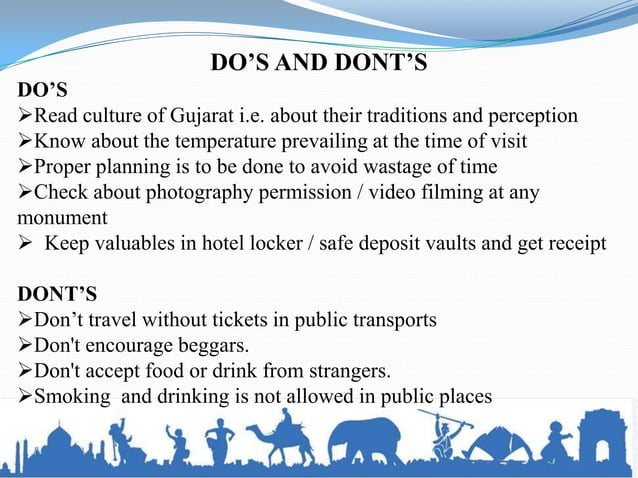 DO’S AND DONT’S
DO’S
➢Read culture of Gujarat i.e. about their traditions and perception
➢Know about the temperature prevailing at the time of visit
➢Proper planning is to be done to avoid wastage of time
➢Check about photography permission / video filming at any
monument
➢ Keep valuables in hotel locker / safe deposit vaults and get receipt
DONT’S
➢Don’t travel without tickets in public transports
➢Don't encourage beggars.
➢Don't accept food or drink from strangers.
➢Smoking and drinking is not allowed in public places